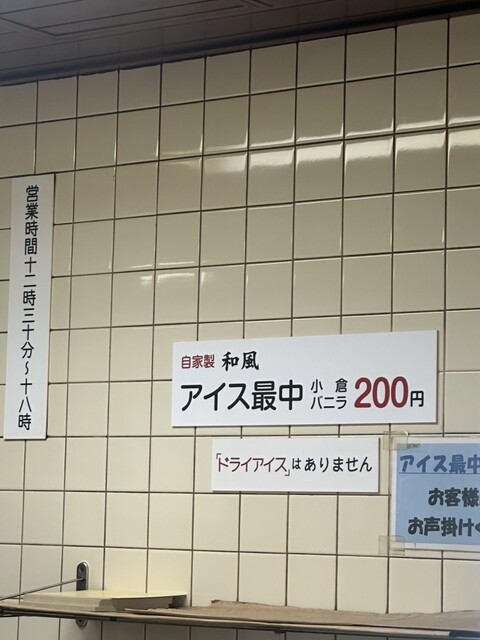 営業時間十二時三十分～十八時
自家製 和風
アイス最中 小倉 バニラ 200円
「ドライアイス」はありません
アイス最中
お客様
お声掛け